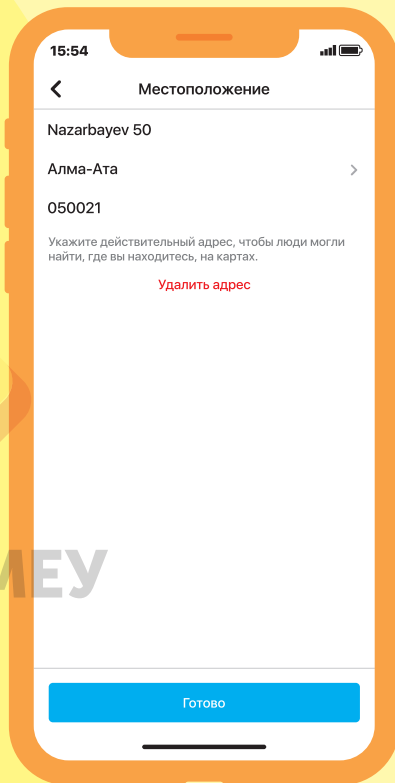 15:54
Местоположение
Nazarbayev 50
Алма-Ата
050021
Укажите действительный адрес, чтобы люди могли
найти, где вы находитесь, на картах.
Удалить адрес
Готово